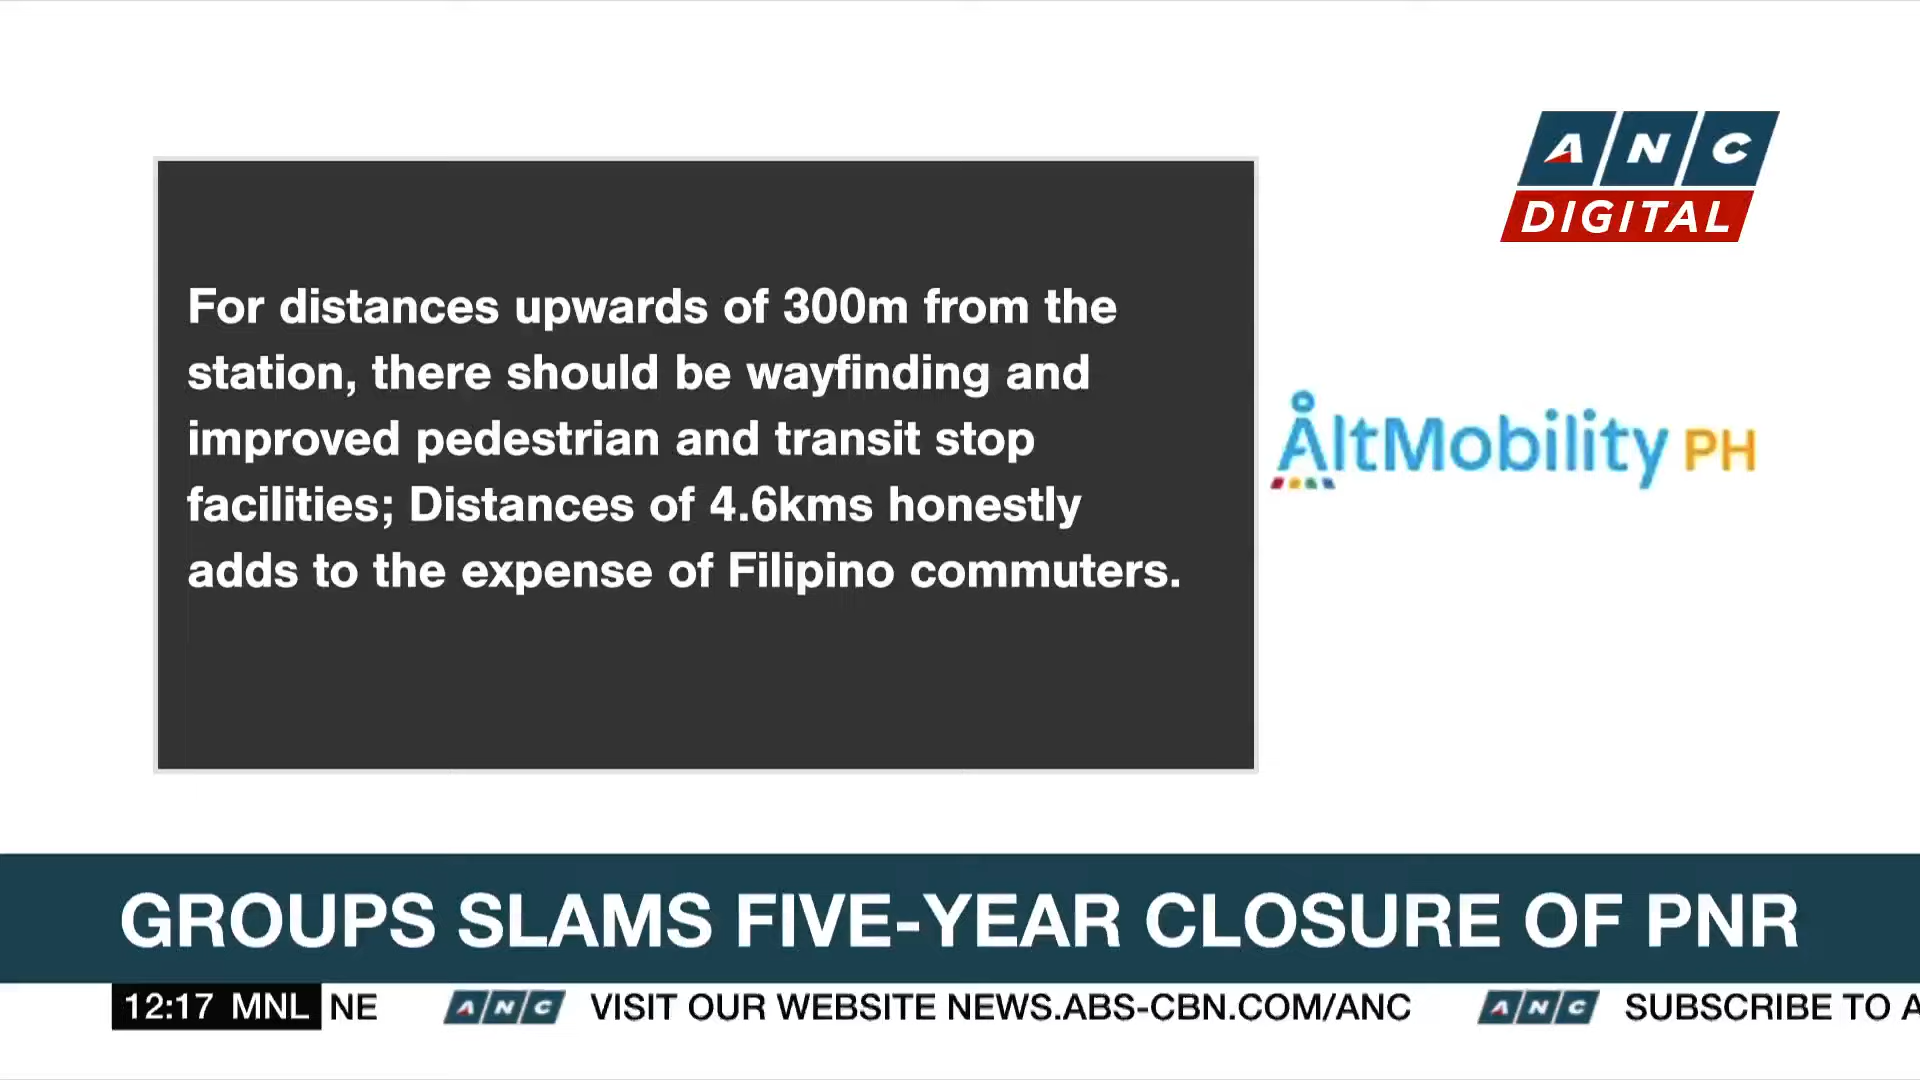 ANC
DIGITAL
For distances upwards of 300m from the
station, there should be wayfinding and
improved pedestrian and transit stop
facilities; Distances of 4.6kms honestly
adds to the expense of Filipino commuters.
AltMobility PH
GROUPS SLAMS FIVE-YEAR CLOSURE OF PNR
12:17 MNL NE ANC VISIT OUR WEBSITE NEWS.ABS-CBN.COM/ANC ANC SUBSCRIBE TO A